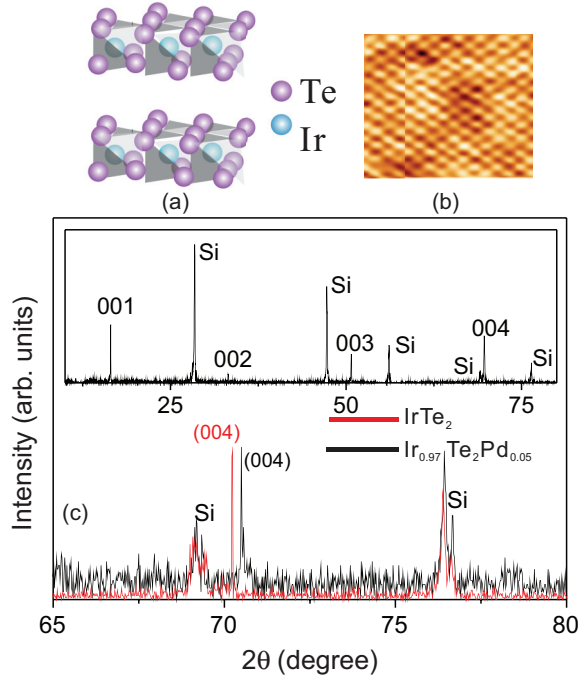 Te
Ir
(a)
(b)
Si
001
Si
002
003
Si
Si
004
Si
25
50
75
IrTe₂
Ir₀.₉₇Te₂Pd₀.₀₅
(004)
(004)
(c)
Si
Si
65
70
75
80
2θ (degree)
Intensity (arb. units)